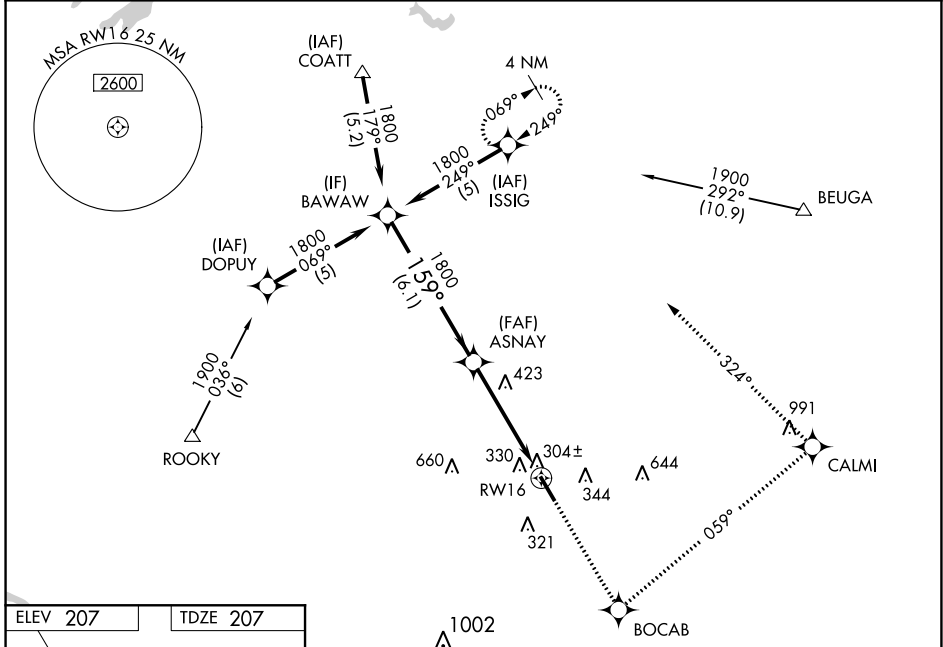 MSA RW16 25 NM
2600
(IAF)
COATT
1800
179°
(5.2)
4 NM
069°
249°
1800
249°
(5)
(IAF)
ISSIG
(IF)
BAWAW
1900
292°
(10.9)
BEUGA
(IAF)
DOPUY
1800
069°
(5)
1800
159°
(6.1)
1900
036°
(6)
ROOKY
(FAF)
ASNAY
423
324°
991
CALMI
660
330
304±
RW16
344
644
321
059°
BOCAB
ELEV 207
TDZE 207
1002